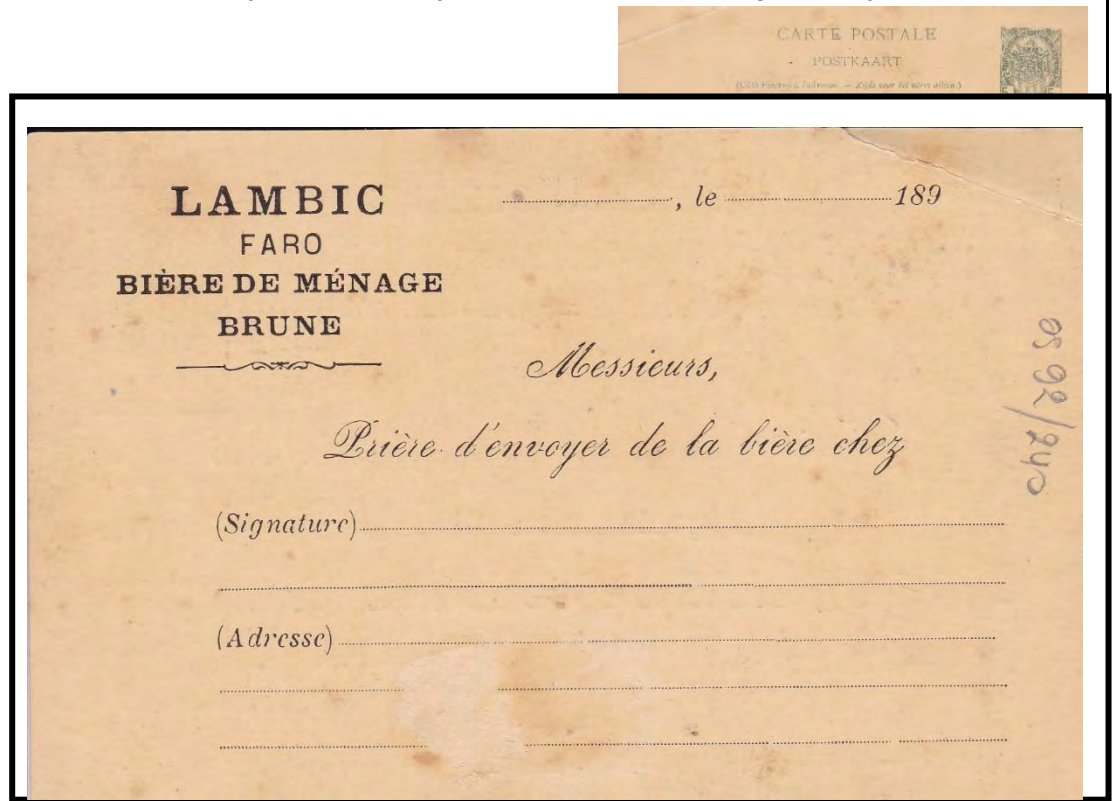 CARTE POSTALE
POSTKAART
LAMBIC
FARO
BIÈRE DE MÉNAGE
BRUNE
, le 189
Messieurs,
Prière d'envoyer de la bière chez
(Signature)
(Adresse)